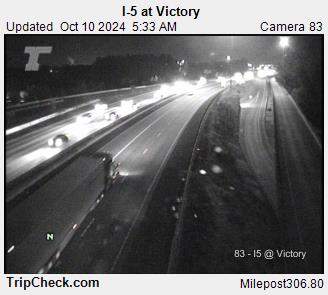 I-5 at Victory
Updated Oct 10 2024 5:33 AM Camera 83
TR
N
83 - I5 @ Victory
TripCheck.com Milepost306.80